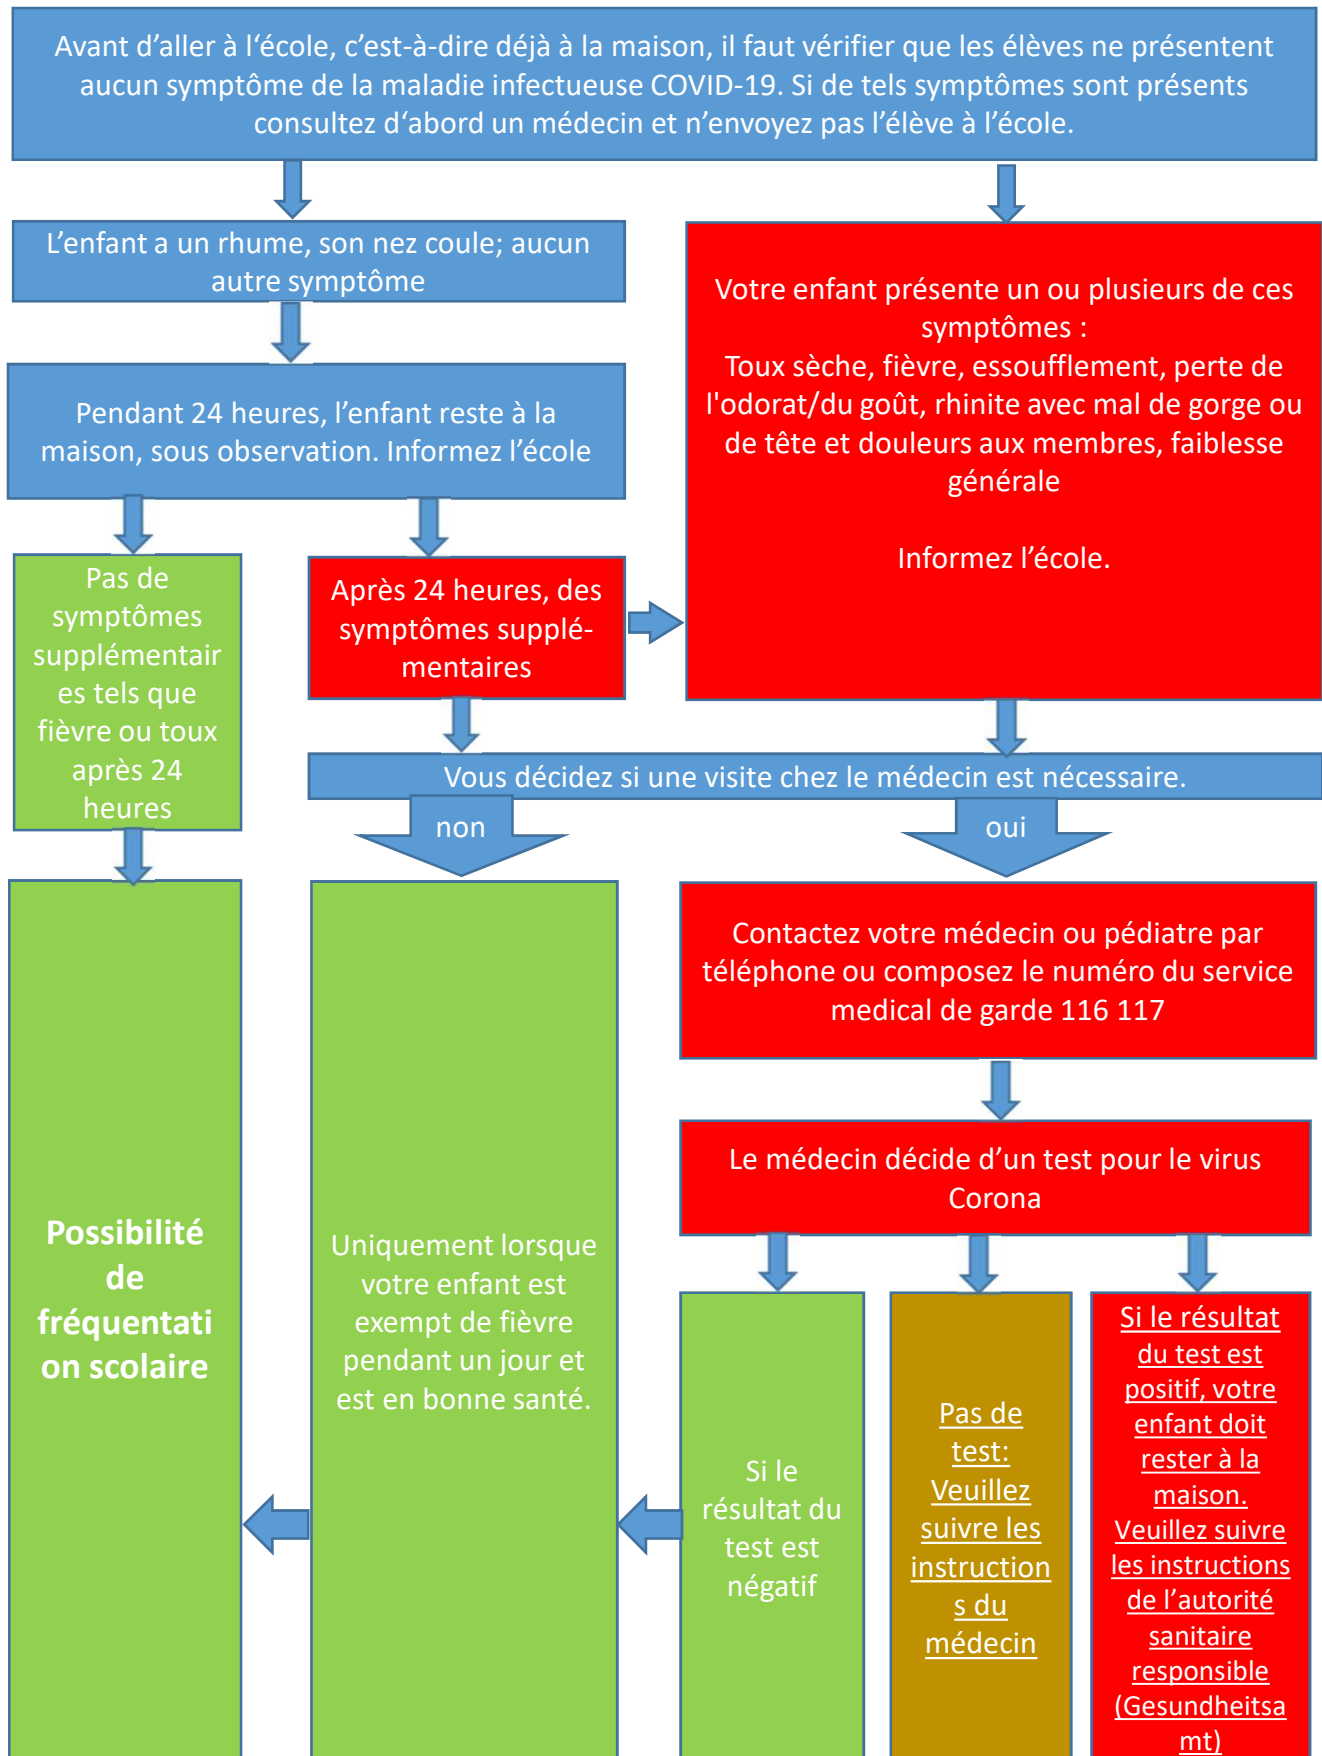 Avant d’aller à l‘école, c’est-à-dire déjà à la maison, il faut vérifier que les élèves ne présentent
aucun symptôme de la maladie infectueuse COVID-19. Si de tels symptômes sont présents
consultez d‘abord un médecin et n’envoyez pas l’élève à l’école.
L’enfant a un rhume, son nez coule; aucun
autre symptôme
Votre enfant présente un ou plusieurs de ces
symptômes :
Toux sèche, fièvre, essoufflement, perte de
l'odorat/du goût, rhinite avec mal de gorge ou
de tête et douleurs aux membres, faiblesse
générale
Informez l’école.
Pendant 24 heures, l’enfant reste à la
maison, sous observation. Informez l’école
Pas de
symptômes
supplémentair
es tels que
fièvre ou toux
après 24
heures
Après 24 heures, des
symptômes supplé-
mentaires
Vous décidez si une visite chez le médecin est nécessaire.
non
oui
Possibilité
de
fréquentati
on scolaire
Uniquement lorsque
votre enfant est
exempt de fièvre
pendant un jour et
est en bonne santé.
Contactez votre médecin ou pédiatre par
téléphone ou composez le numéro du service
medical de garde 116 117
Le médecin décide d’un test pour le virus
Corona
Si le
résultat du
test est
négatif
Pas de
test:
Veuillez
suivre les
instruction
s du
médecin
Si le résultat
du test est
positif, votre
enfant doit
rester à la
maison.
Veuillez suivre
les instructions
de l’autorité
sanitaire
responsible
(Gesundheitsa
mt)